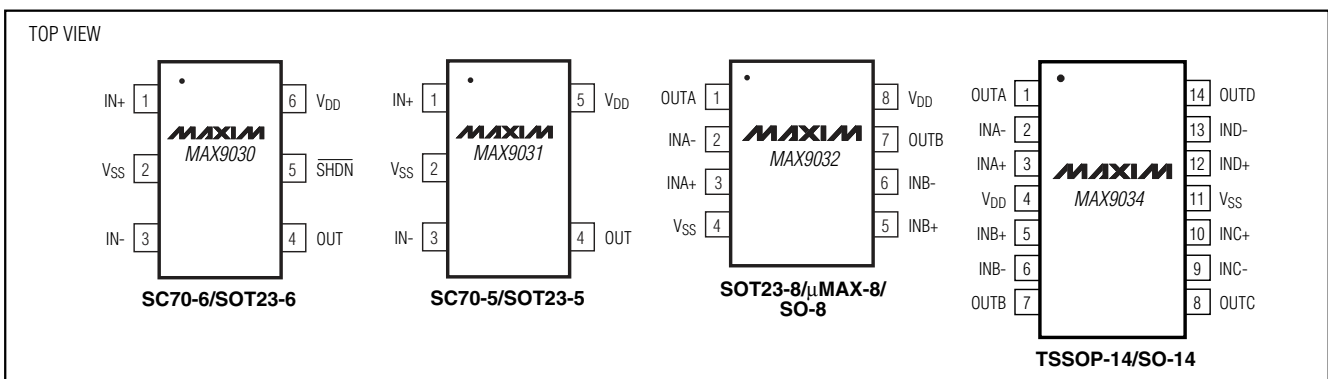 TOP VIEW
IN+ 1
VSS 2
IN- 3
6 VDD
5 SHDN
4 OUT
MAXIM
MAX9030
SC70-6/SOT23-6
IN+ 1
VSS 2
IN- 3
5 VDD
4 OUT
MAXIM
MAX9031
SC70-5/SOT23-5
OUTA 1
INA- 2
INA+ 3
VSS 4
8 VDD
7 OUTB
6 INB-
5 INB+
MAXIM
MAX9032
SOT23-8/μMAX-8/
SO-8
OUTA 1
INA- 2
INA+ 3
VDD 4
INB+ 5
INB- 6
OUTB 7
14 OUTD
13 IND-
12 IND+
11 VSS
10 INC+
9 INC-
8 OUTC
MAXIM
MAX9034
TSSOP-14/SO-14